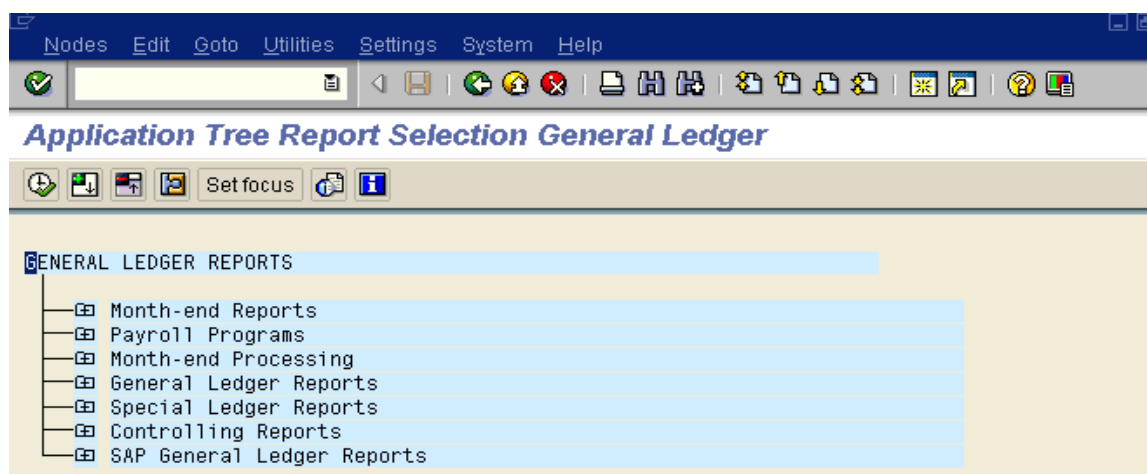 Nodes Edit Goto Utilities Settings System Help
Application Tree Report Selection General Ledger
Set focus
GENERAL LEDGER REPORTS
Month-end Reports
Payroll Programs
Month-end Processing
General Ledger Reports
Special Ledger Reports
Controlling Reports
SAP General Ledger Reports